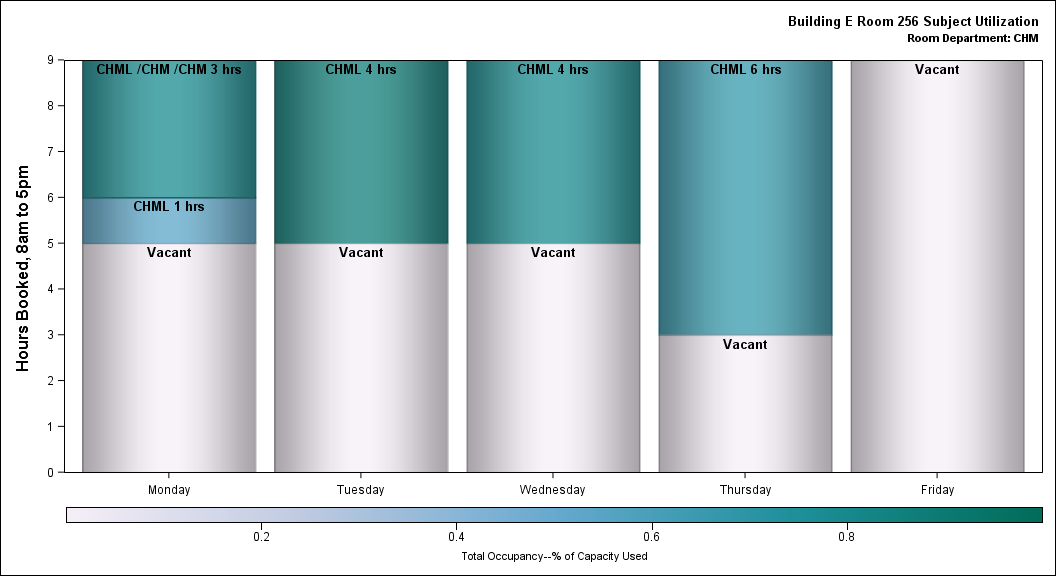 Building E Room 256 Subject Utilization
Room Department: CHM
Hours Booked, 8am to 5pm
9
8
7
6
5
4
3
2
1
0
CHML /CHM /CHM 3 hrs
CHML 1 hrs
Vacant
CHML 4 hrs
Vacant
CHML 4 hrs
Vacant
CHML 6 hrs
Vacant
Vacant
Monday
Tuesday
Wednesday
Thursday
Friday
0.2
0.4
0.6
0.8
Total Occupancy--% of Capacity Used